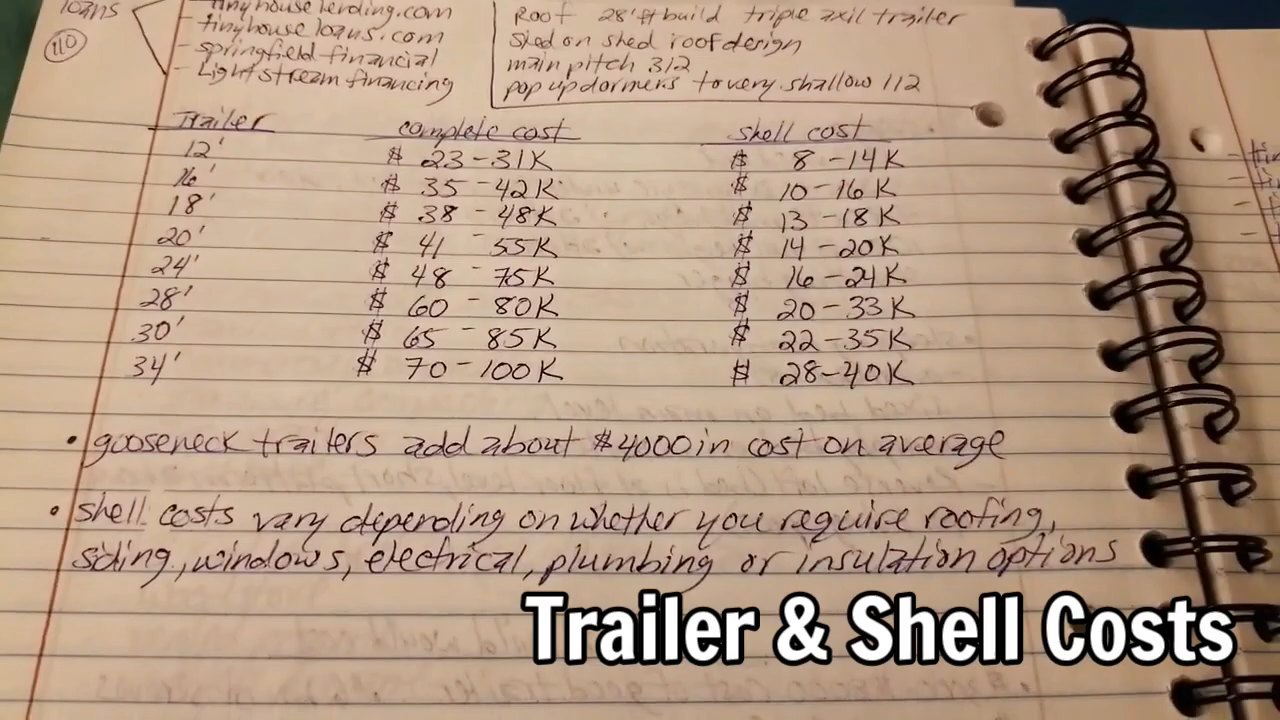 loans
- tinyhouselending.com
- tinyhouseloans.com
- springfield financial
- Lightstream financing
110
Roof 28'ft build triple axil trailer
shed on shed roof design
main pitch 3/12
pop up dormers to very shallow 1/12
Trailer complete cost shell cost
12' $ 23-31K $ 8-14K
16' $ 35-42K $ 10-16K
18' $ 38-48K $ 13-18K
20' $ 41-55K $ 14-20K
24' $ 48-75K $ 16-24K
28' $ 60-80K $ 20-33K
30' $ 65-85K $ 22-35K
34' $ 70-100K $ 28-40K
• gooseneck trailers add about $4000 in cost on average
• shell costs vary depending on whether you require roofing,
siding, windows, electrical, plumbing or insulation options
Trailer & Shell Costs